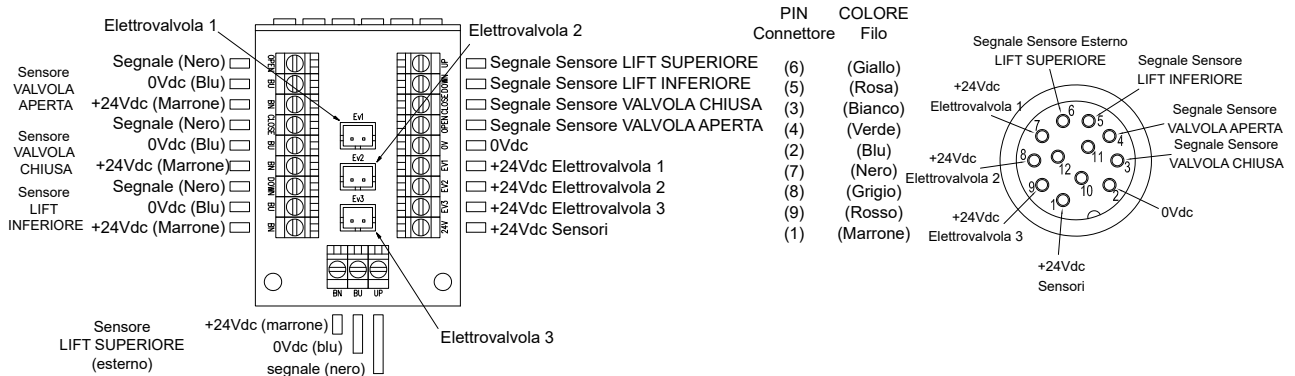 Elettrovalvola 1
Elettrovalvola 2
Sensore
VALVOLA
APERTA
Segnale (Nero)
0Vdc (Blu)
+24Vdc (Marrone)
Sensore
VALVOLA
CHIUSA
Segnale (Nero)
0Vdc (Blu)
+24Vdc (Marrone)
Sensore
LIFT
INFERIORE
Segnale (Nero)
0Vdc (Blu)
+24Vdc (Marrone)
OPEN
BU
BN
CLOSE
BU
BN
DOWN
BU
BN
Ev1
Ev2
Ev3
UP
DOWN
CLOSE
OPEN
0V
EV1
EV2
EV3
24V
BN BU UP
Segnale Sensore LIFT SUPERIORE
Segnale Sensore LIFT INFERIORE
Segnale Sensore VALVOLA CHIUSA
Segnale Sensore VALVOLA APERTA
0Vdc
+24Vdc Elettrovalvola 1
+24Vdc Elettrovalvola 2
+24Vdc Elettrovalvola 3
+24Vdc Sensori
Sensore
LIFT SUPERIORE
(esterno)
+24Vdc (marrone)
0Vdc (blu)
segnale (nero)
Elettrovalvola 3
PIN COLORE
Connettore Filo
(6) (Giallo)
(5) (Rosa)
(3) (Bianco)
(4) (Verde)
(2) (Blu)
(7) (Nero)
(8) (Grigio)
(9) (Rosso)
(1) (Marrone)
Segnale Sensore Esterno
LIFT SUPERIORE
Segnale Sensore
LIFT INFERIORE
+24Vdc
Elettrovalvola 1
Segnale Sensore
VALVOLA APERTA
Segnale Sensore
VALVOLA CHIUSA
+24Vdc
Elettrovalvola 2
+24Vdc
Elettrovalvola 3
0Vdc
+24Vdc
Sensori
6
5
7
4
11
8
12
3
9
10
1
2